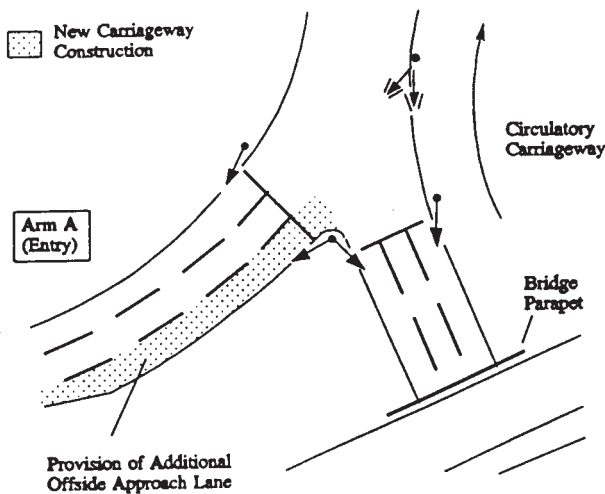 New Carriageway
Construction
Circulatory
Carriageway
Arm A
(Entry)
Bridge
Parapet
Provision of Additional
Offside Approach Lane